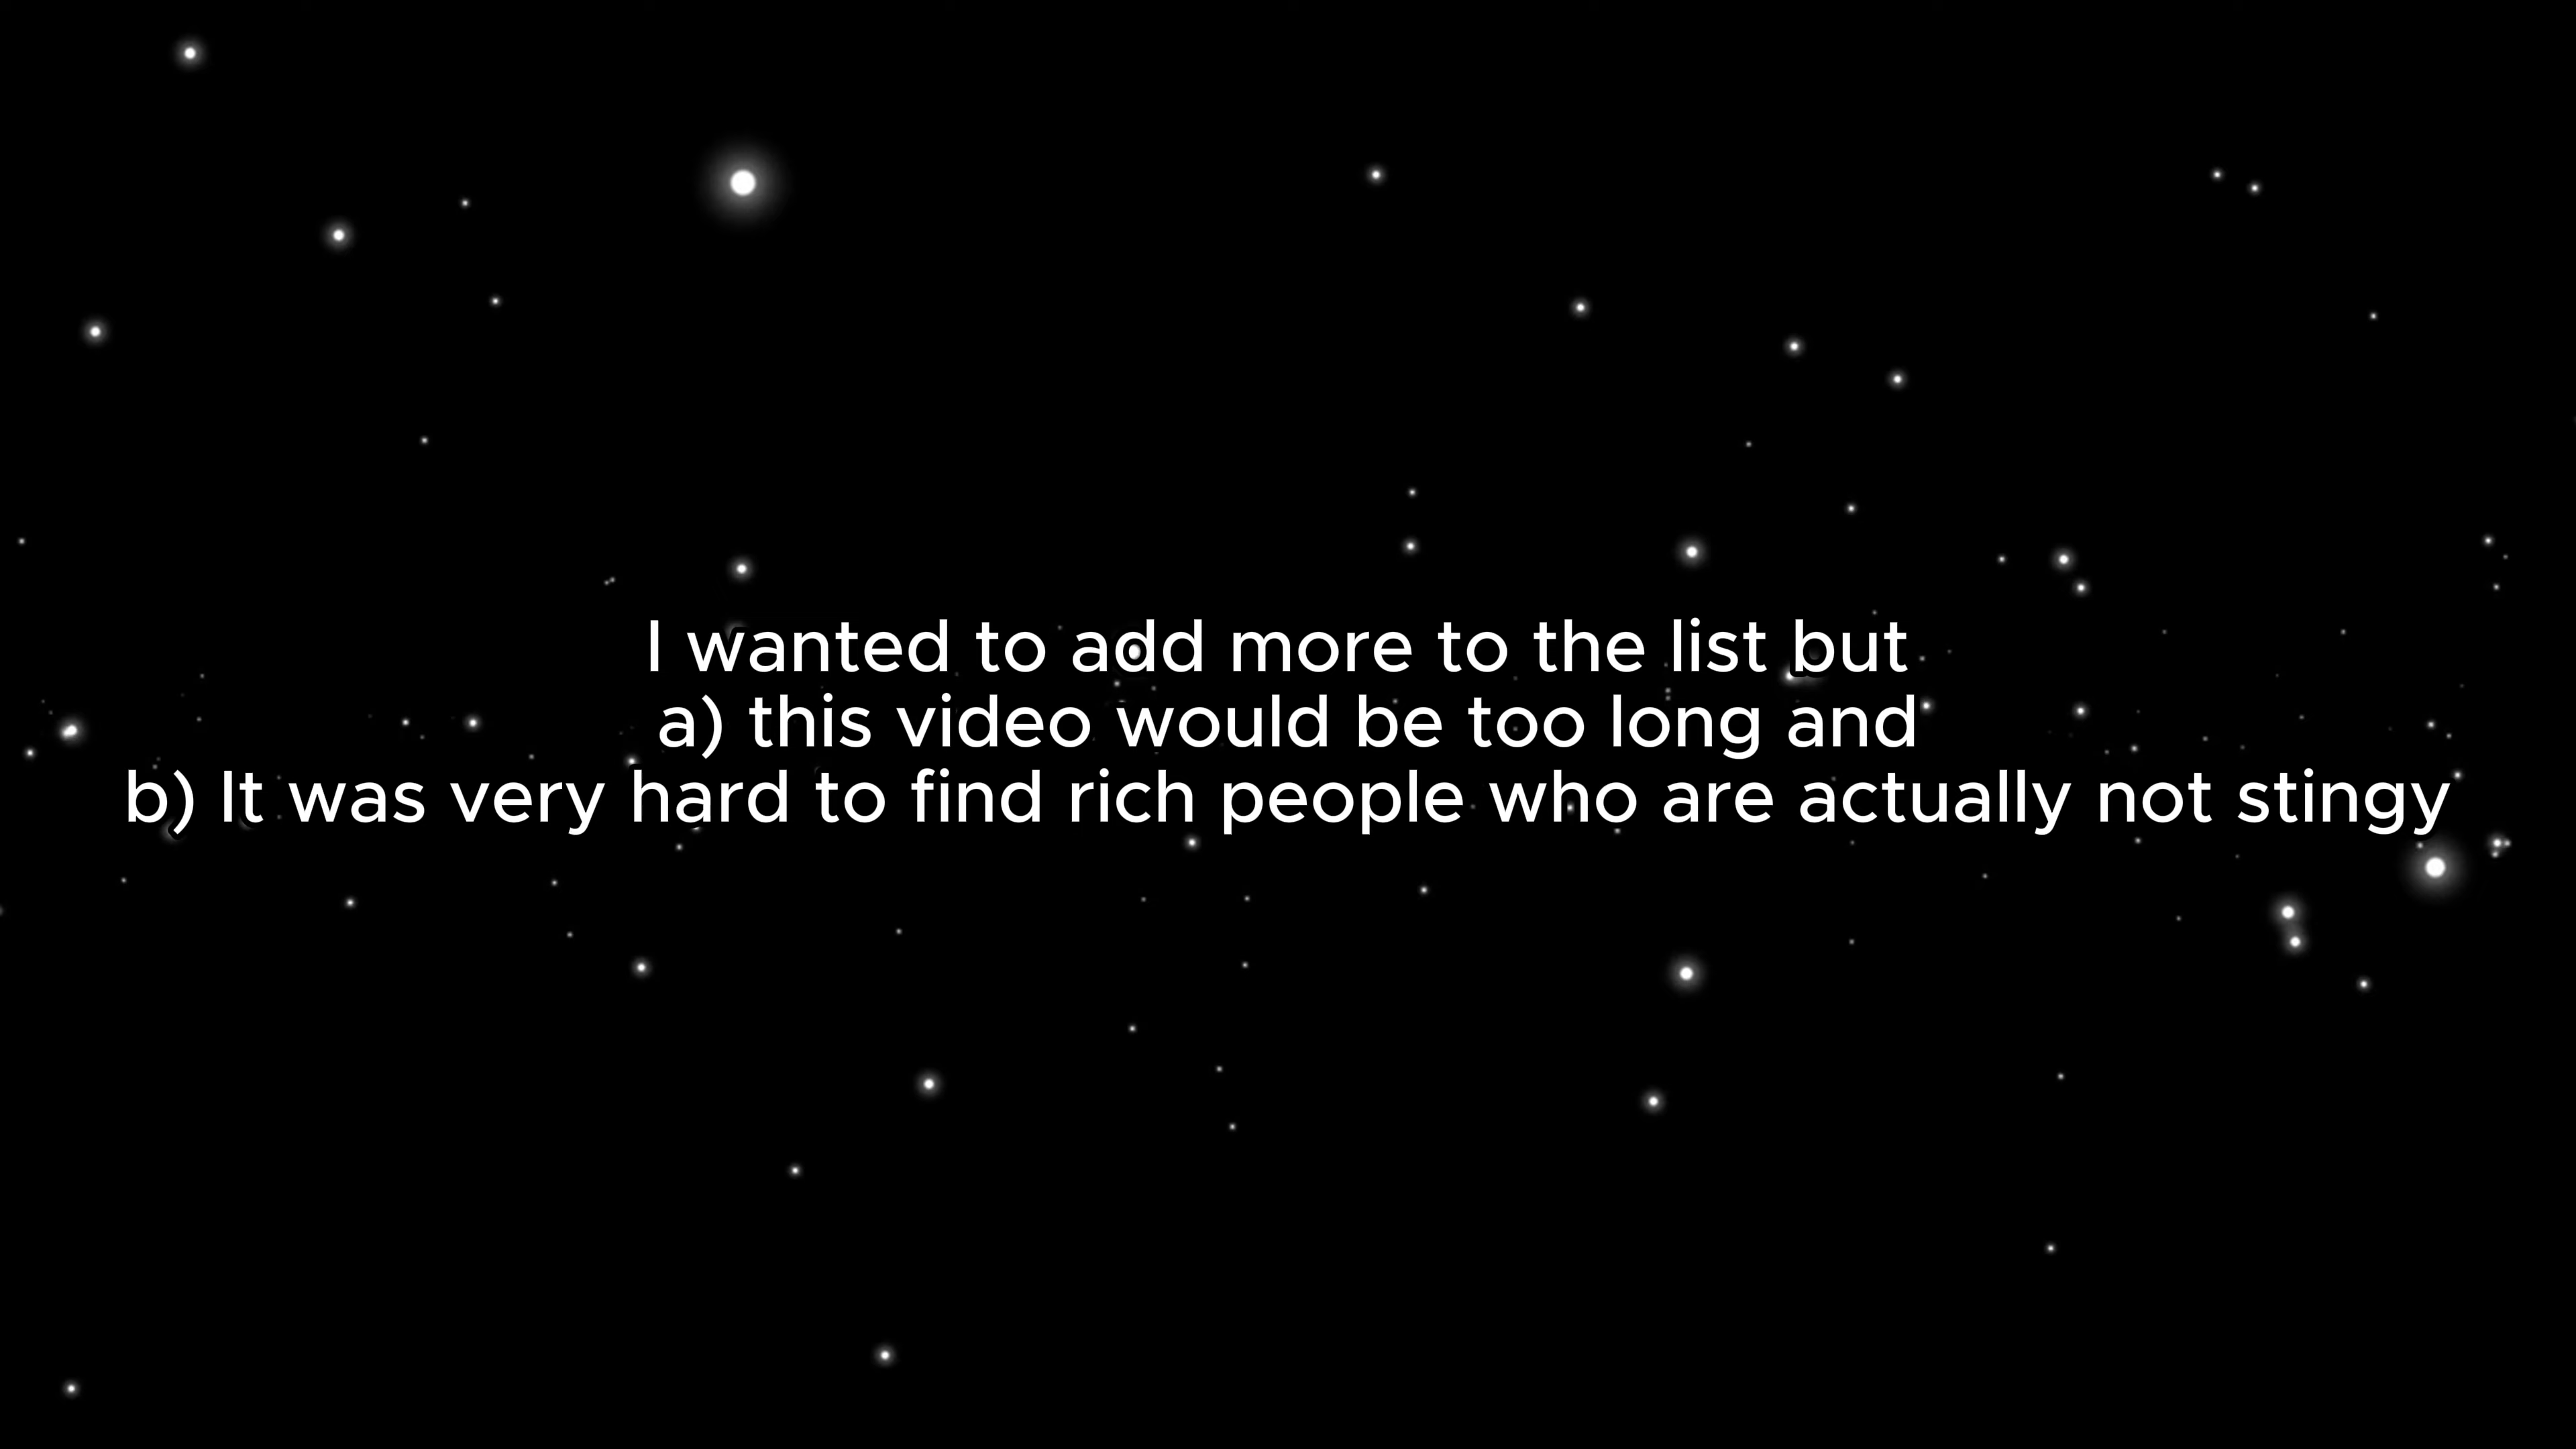 I wanted to add more to the list but
a) this video would be too long and
b) It was very hard to find rich people who are actually not stingy